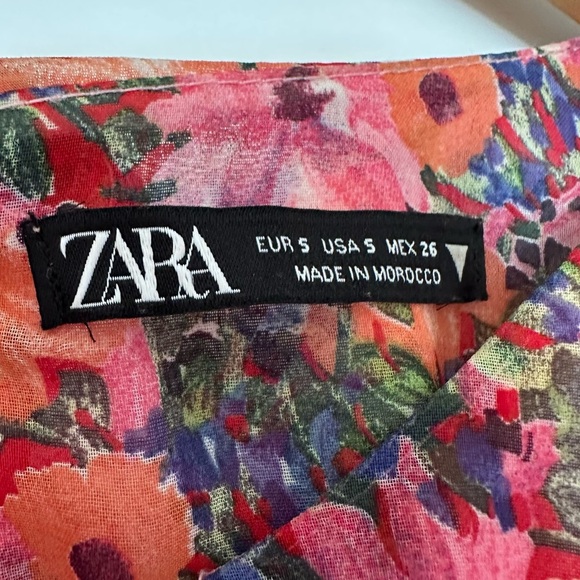 ZARA
EUR S USA S MEX 26
MADE IN MOROCCO